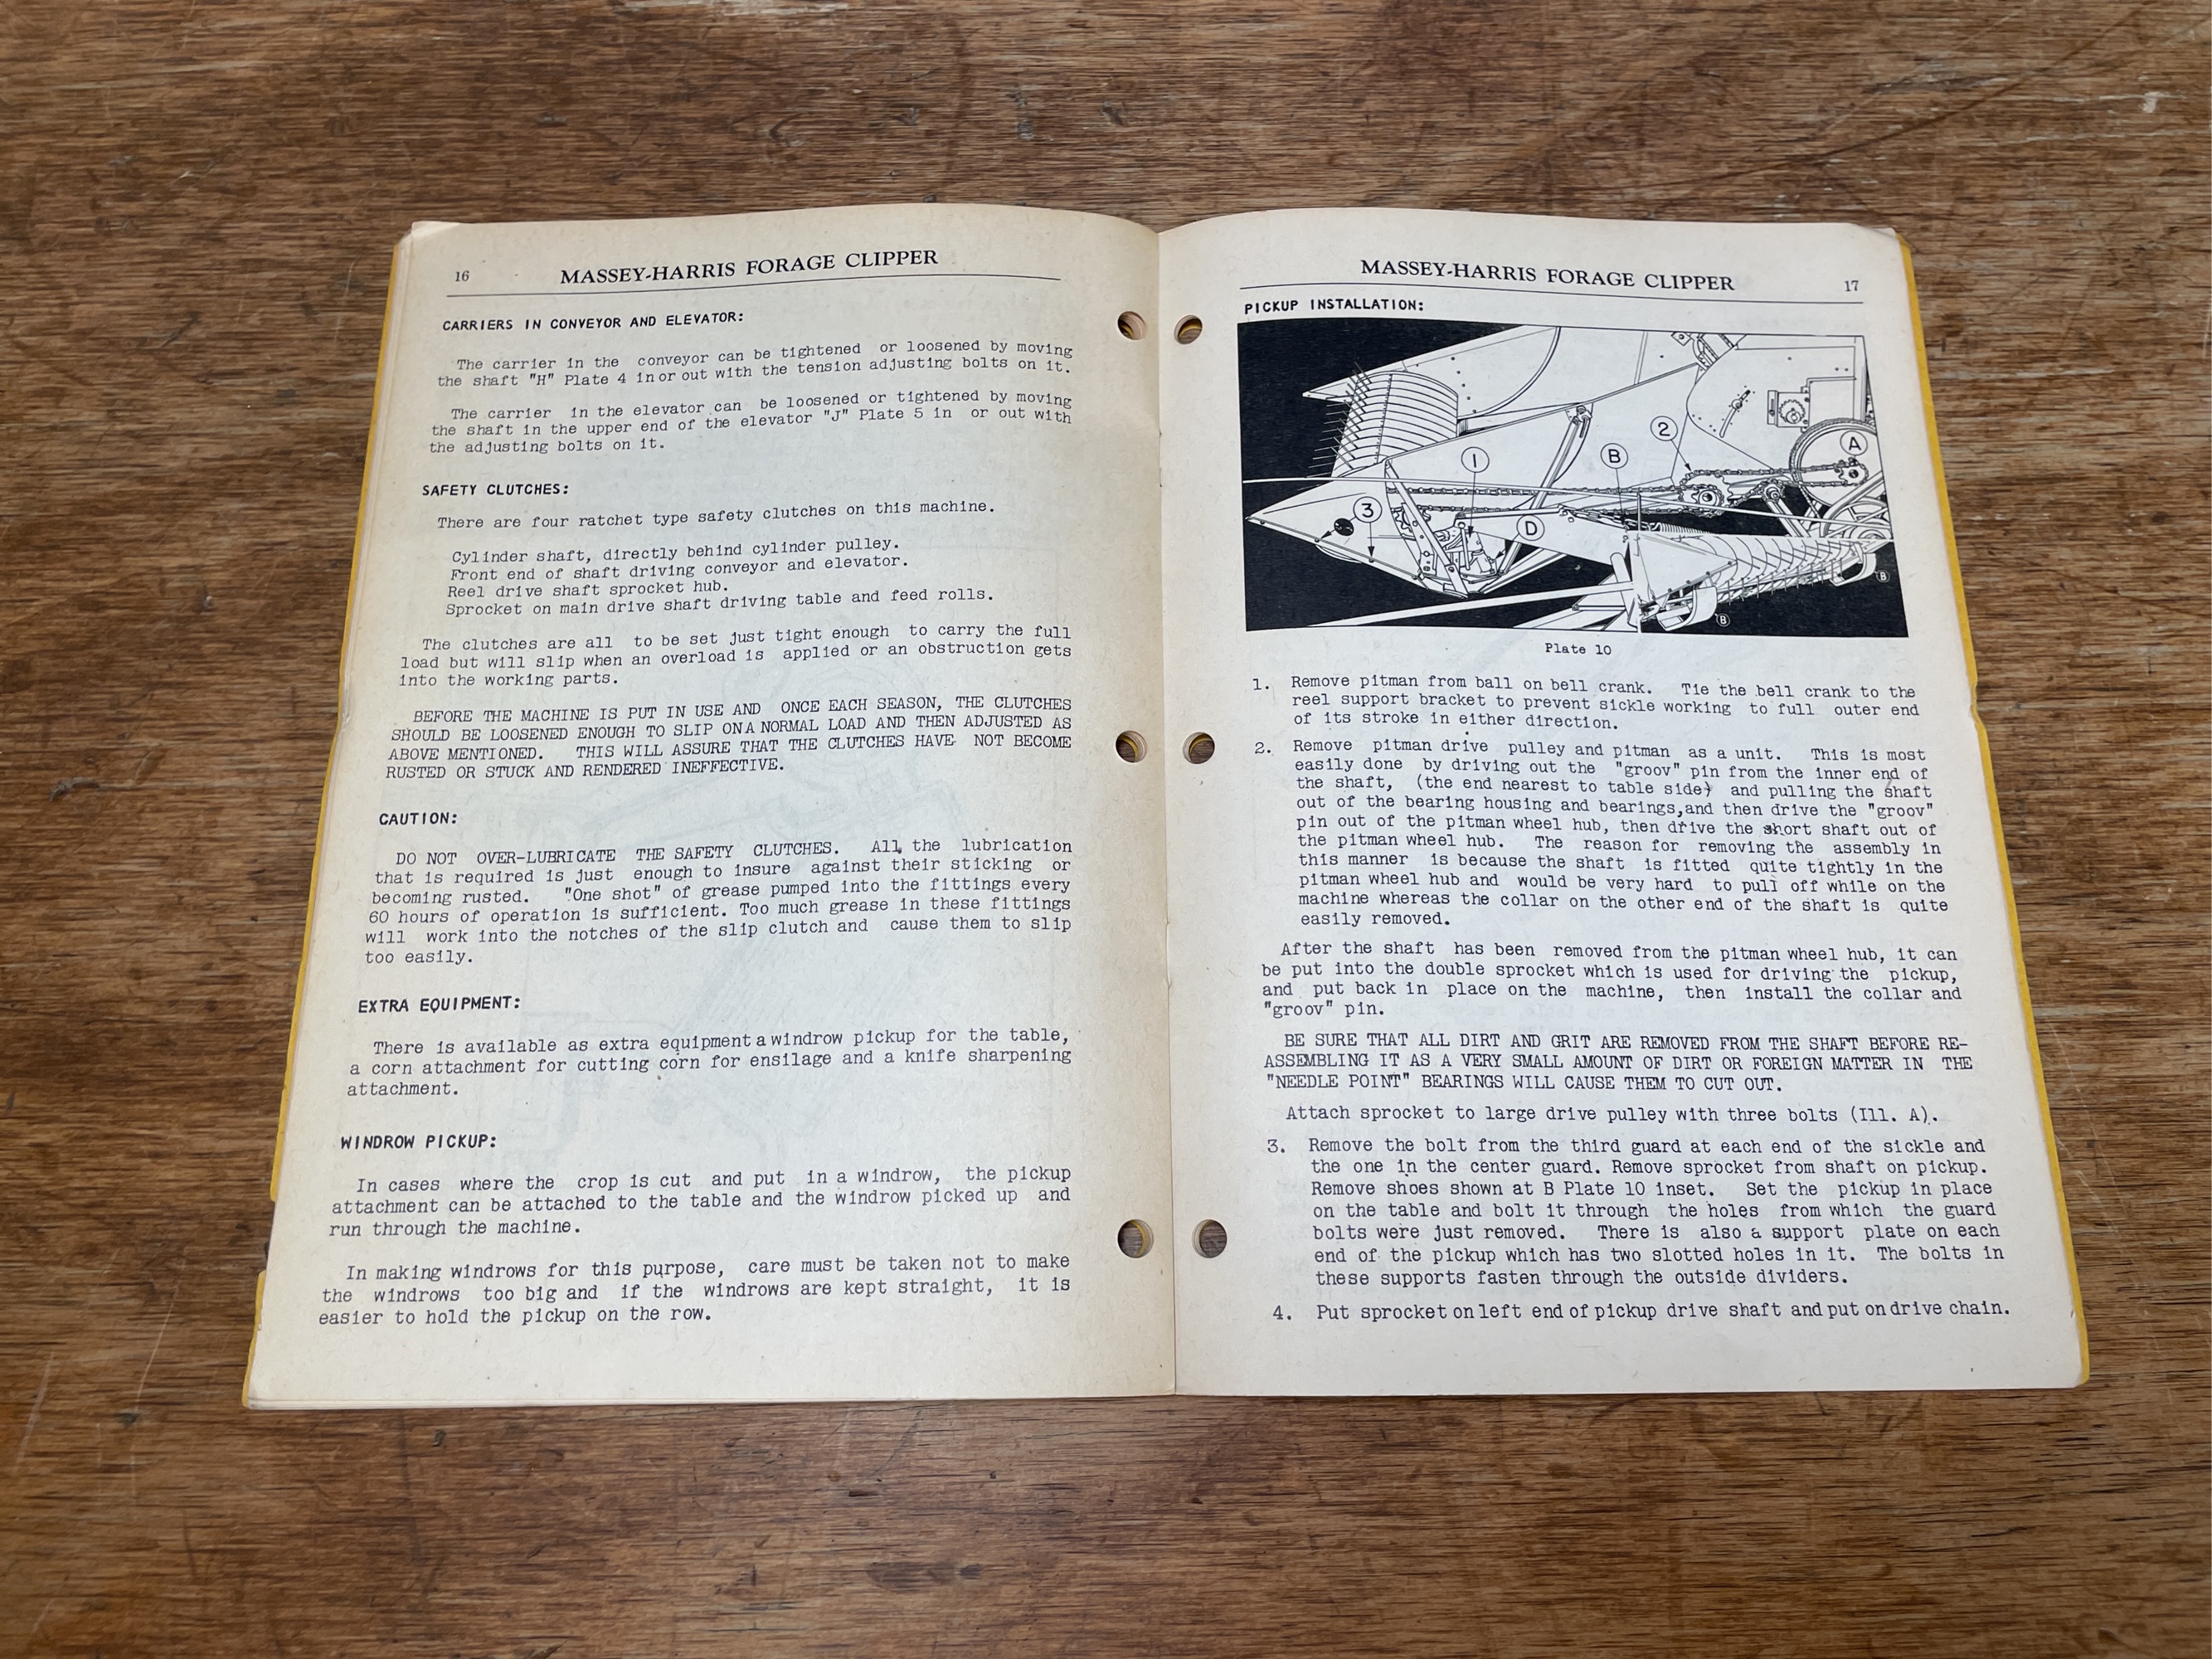 16
MASSEY-HARRIS FORAGE CLIPPER
CARRIERS IN CONVEYOR AND ELEVATOR:
The carrier in the conveyor can be tightened or loosened by moving
the shaft "H" Plate 4 in or out with the tension adjusting bolts on it.
The carrier in the elevator can be loosened or tightened by moving
the shaft in the upper end of the elevator "J" Plate 5 in or out with
the adjusting bolts on it.
SAFETY CLUTCHES:
There are four ratchet type safety clutches on this machine.
Cylinder shaft, directly behind cylinder pulley.
Front end of shaft driving conveyor and elevator.
Reel drive shaft sprocket hub.
Sprocket on main drive shaft driving table and feed rolls.
The clutches are all to be set just tight enough to carry the full
load but will slip when an overload is applied or an obstruction gets
into the working parts.
BEFORE THE MACHINE IS PUT IN USE AND ONCE EACH SEASON, THE CLUTCHES
SHOULD BE LOOSENED ENOUGH TO SLIP ON A NORMAL LOAD AND THEN ADJUSTED AS
ABOVE MENTIONED. THIS WILL ASSURE THAT THE CLUTCHES HAVE NOT BECOME
RUSTED OR STUCK AND RENDERED INEFFECTIVE.
CAUTION:
DO NOT OVER-LUBRICATE THE SAFETY CLUTCHES. All the lubrication
that is required is just enough to insure against their sticking or
becoming rusted. "One shot" of grease pumped into the fittings every
60 hours of operation is sufficient. Too much grease in these fittings
will work into the notches of the slip clutch and cause them to slip
too easily.
EXTRA EQUIPMENT:
There is available as extra equipment a windrow pickup for the table,
a corn attachment for cutting corn for ensilage and a knife sharpening
attachment.
WINDROW PICKUP:
In cases where the crop is cut and put in a windrow, the pickup
attachment can be attached to the table and the windrow picked up and
run through the machine.
In making windrows for this purpose, care must be taken not to make
the windrows too big and if the windrows are kept straight, it is
easier to hold the pickup on the row.
MASSEY-HARRIS FORAGE CLIPPER
17
PICKUP INSTALLATION:
2
A
1
B
3
D
B
B
Plate 10
1. Remove pitman from ball on bell crank. Tie the bell crank to the
reel support bracket to prevent sickle working to full outer end
of its stroke in either direction.
2. Remove pitman drive pulley and pitman as a unit. This is most
easily done by driving out the "groov" pin from the inner end of
the shaft, (the end nearest to table side) and pulling the shaft
out of the bearing housing and bearings, and then drive the "groov"
pin out of the pitman wheel hub, then drive the short shaft out of
the pitman wheel hub. The reason for removing the assembly in
this manner is because the shaft is fitted quite tightly in the
pitman wheel hub and would be very hard to pull off while on the
machine whereas the collar on the other end of the shaft is quite
easily removed.
After the shaft has been removed from the pitman wheel hub, it can
be put into the double sprocket which is used for driving the pickup,
and put back in place on the machine, then install the collar and
"groov" pin.
BE SURE THAT ALL DIRT AND GRIT ARE REMOVED FROM THE SHAFT BEFORE RE-
ASSEMBLING IT AS A VERY SMALL AMOUNT OF DIRT OR FOREIGN MATTER IN THE
"NEEDLE POINT" BEARINGS WILL CAUSE THEM TO CUT OUT.
Attach sprocket to large drive pulley with three bolts (Ill. A).
3. Remove the bolt from the third guard at each end of the sickle and
the one in the center guard. Remove sprocket from shaft on pickup.
Remove shoes shown at B Plate 10 inset. Set the pickup in place
on the table and bolt it through the holes from which the guard
bolts were just removed. There is also a support plate on each
end of the pickup which has two slotted holes in it. The bolts in
these supports fasten through the outside dividers.
4. Put sprocket on left end of pickup drive shaft and put on drive chain.